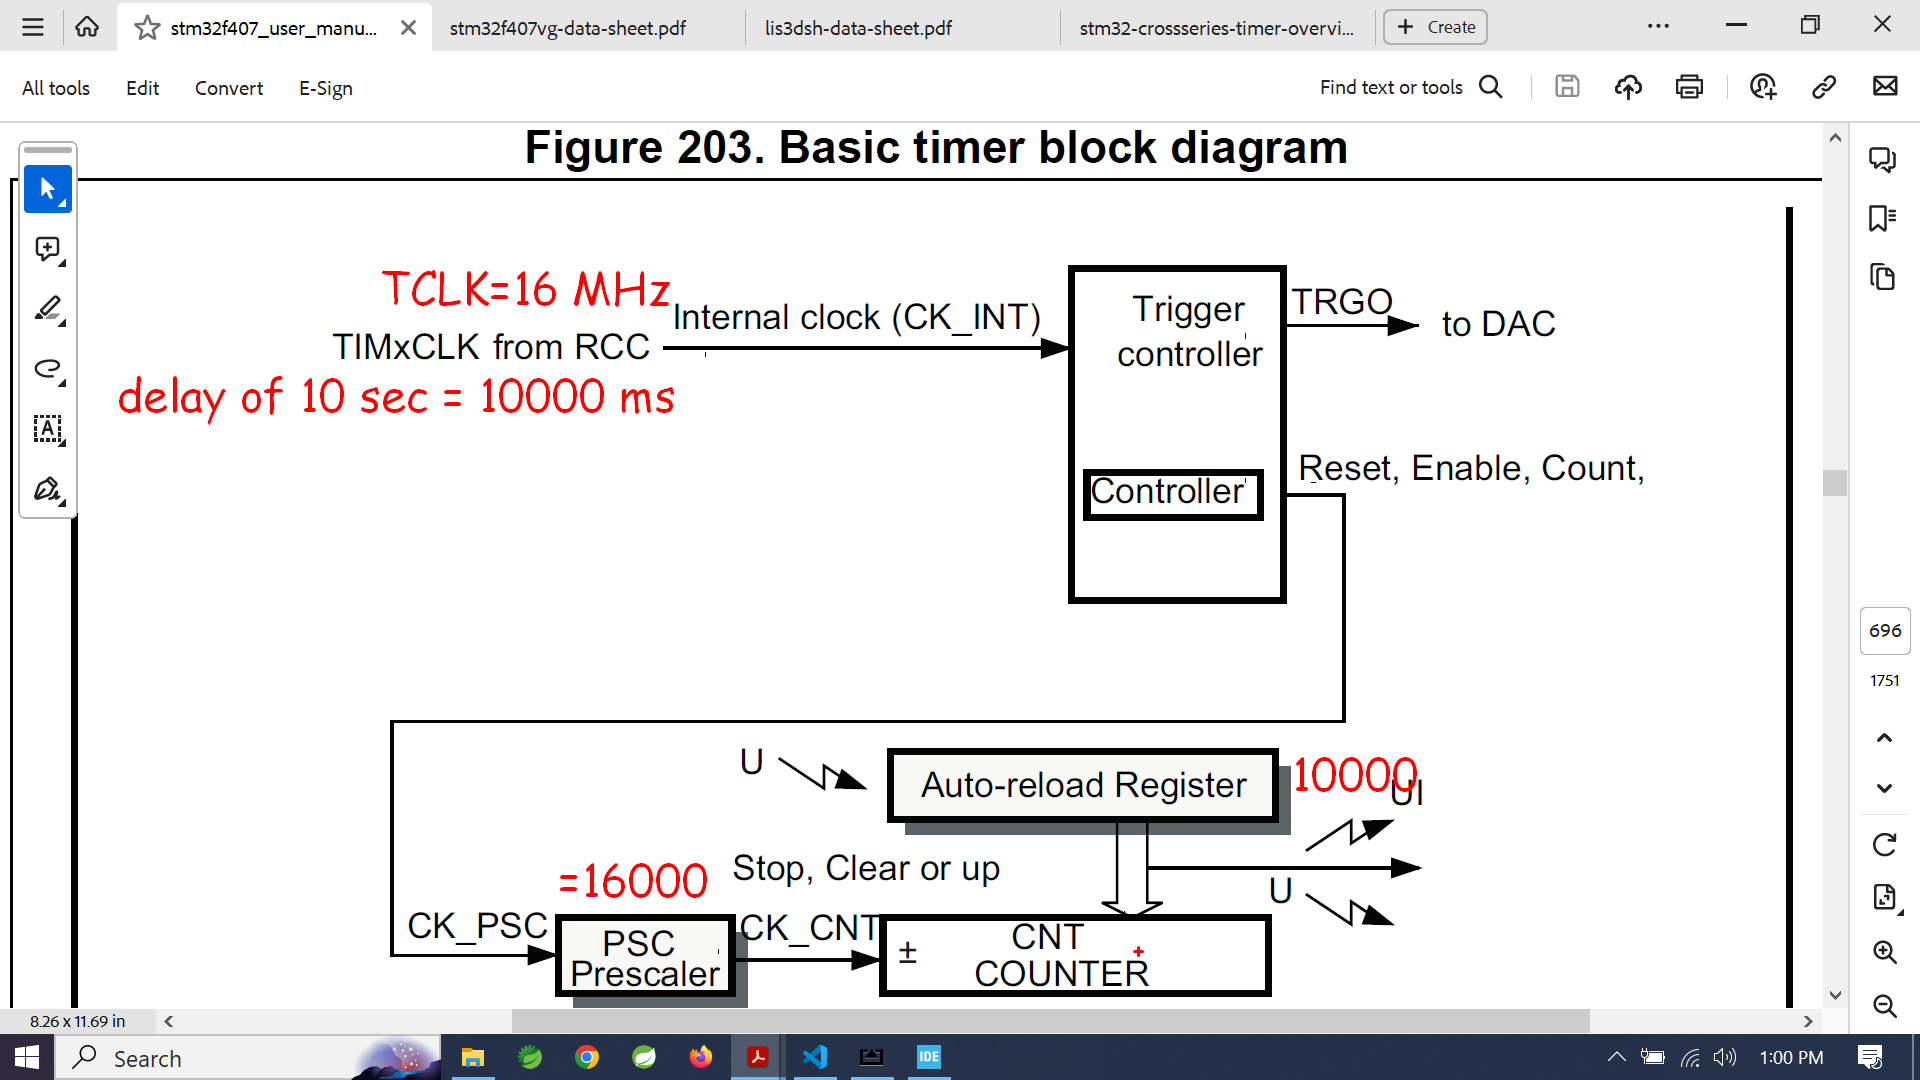 stm32f407_user_manu...
stm32f407vg-data-sheet.pdf
lis3dsh-data-sheet.pdf
stm32-crossseries-timer-overvi...
Create
All tools
Edit
Convert
E-Sign
Find text or tools
Figure 203. Basic timer block diagram
TCLK=16 MHz
Internal clock (CK_INT)
TIMxCLK from RCC
delay of 10 sec = 10000 ms
Trigger
controller
TRGO
to DAC
Controller
Reset, Enable, Count,
U
Auto-reload Register
10000
UI
=16000
Stop, Clear or up
U
CK_PSC
PSC
Prescaler
CK_CNT
±
CNT
COUNTER
696
1751
8.26 x 11.69 in
Search
IDE
1:00 PM